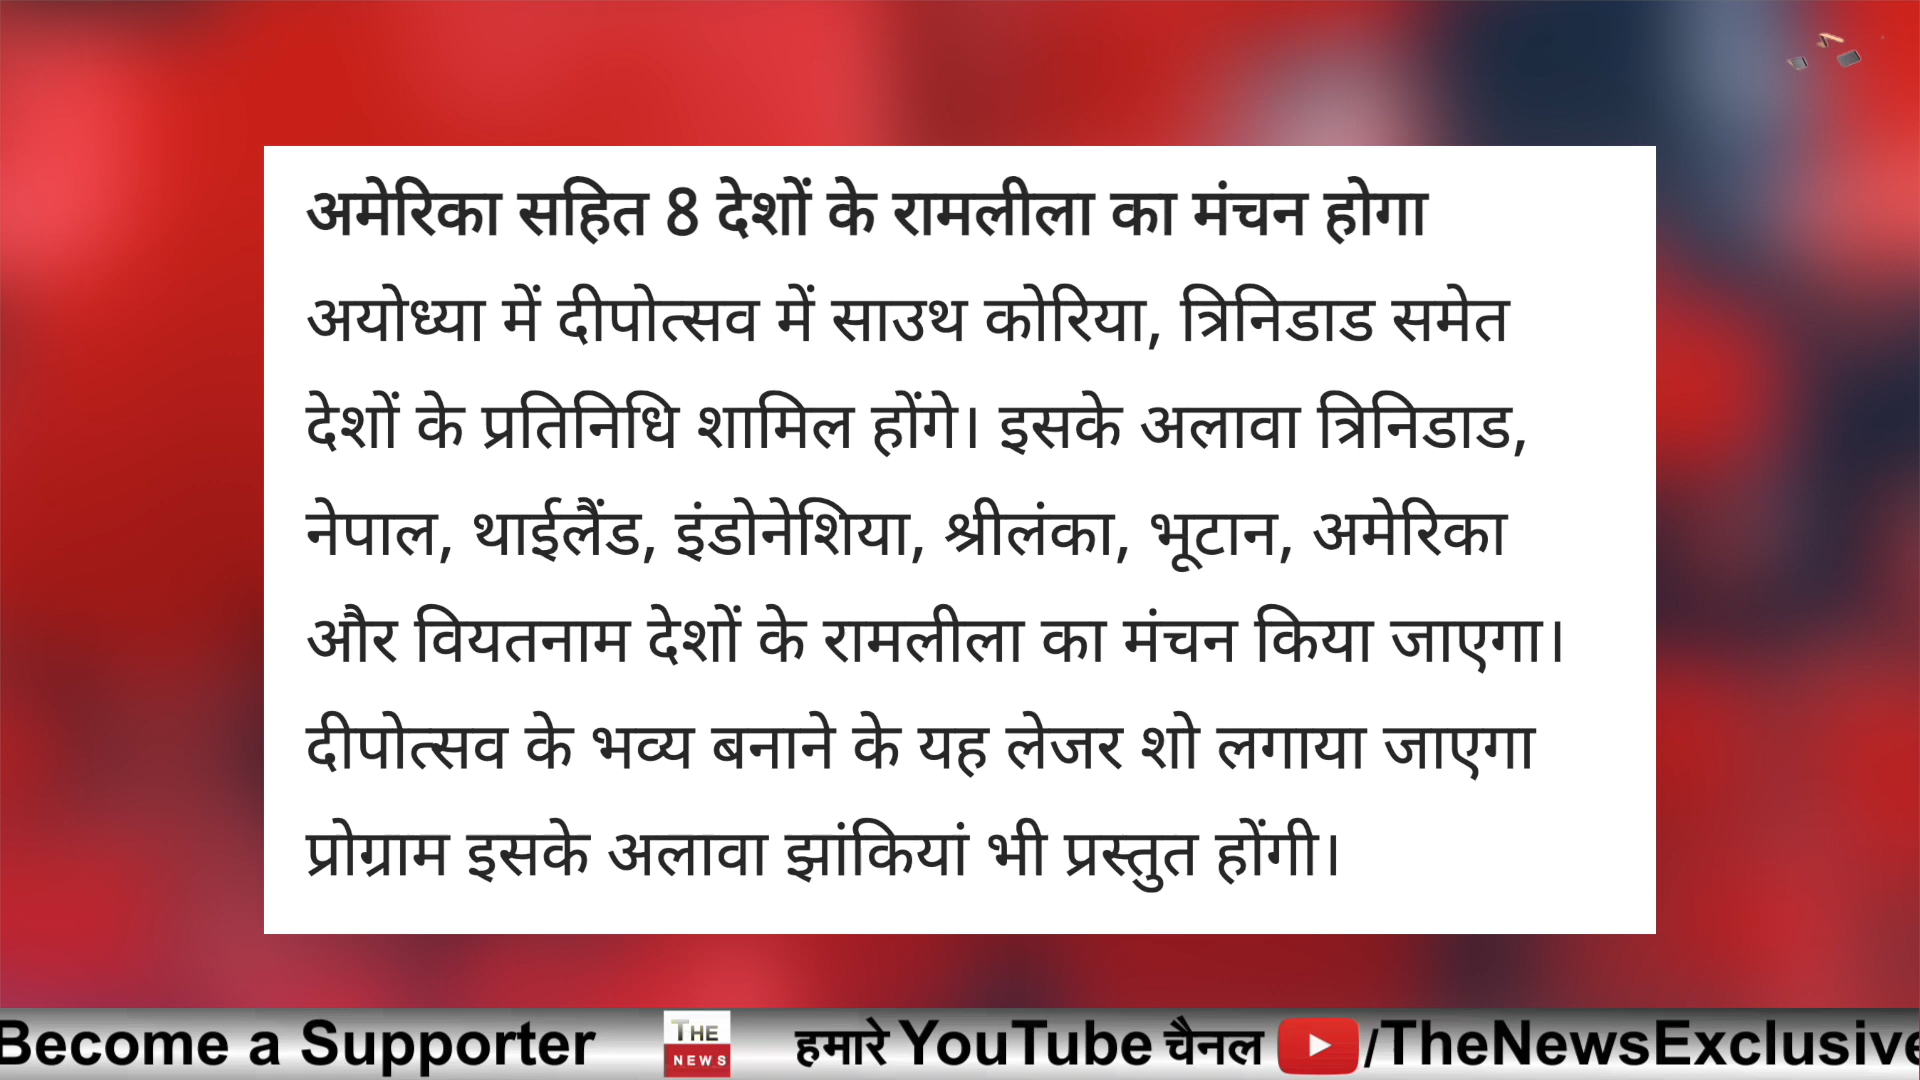 अमेरिका सहित 8 देशों के रामलीला का मंचन होगा
अयोध्या में दीपोत्सव में साउथ कोरिया, त्रिनिडाड समेत
देशों के प्रतिनिधि शामिल होंगे। इसके अलावा त्रिनिडाड,
नेपाल, थाईलैंड, इंडोनेशिया, श्रीलंका, भूटान, अमेरिका
और वियतनाम देशों के रामलीला का मंचन किया जाएगा।
दीपोत्सव के भव्य बनाने के यह लेजर शो लगाया जाएगा
प्रोग्राम इसके अलावा झांकियां भी प्रस्तुत होंगी।
Become a Supporter THE NEWS हमारे YouTube चैनल /TheNewsExclusive